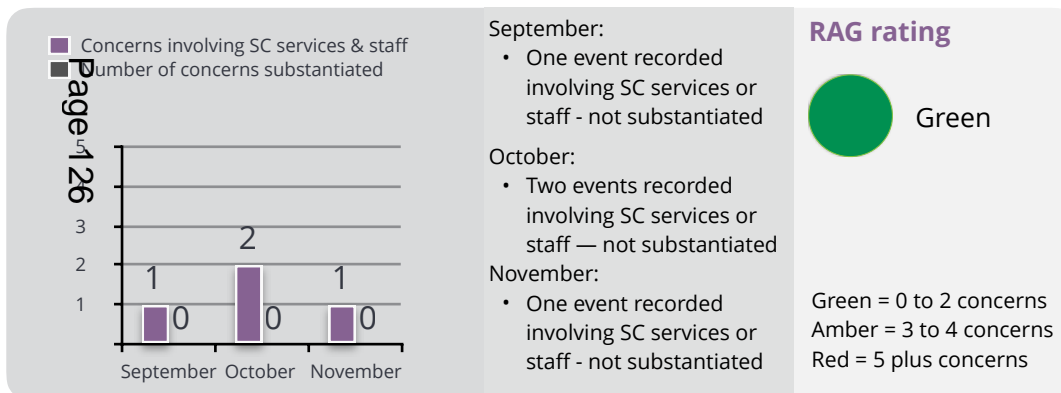 Concerns involving SC services & staff
Number of concerns substantiated
Page 126
5
4
3
2
1
1
0
2
0
1
0
September October November
September:
• One event recorded
involving SC services or
staff - not substantiated
October:
• Two events recorded
involving SC services or
staff — not substantiated
November:
• One event recorded
involving SC services or
staff - not substantiated
RAG rating
Green
Green = 0 to 2 concerns
Amber = 3 to 4 concerns
Red = 5 plus concerns